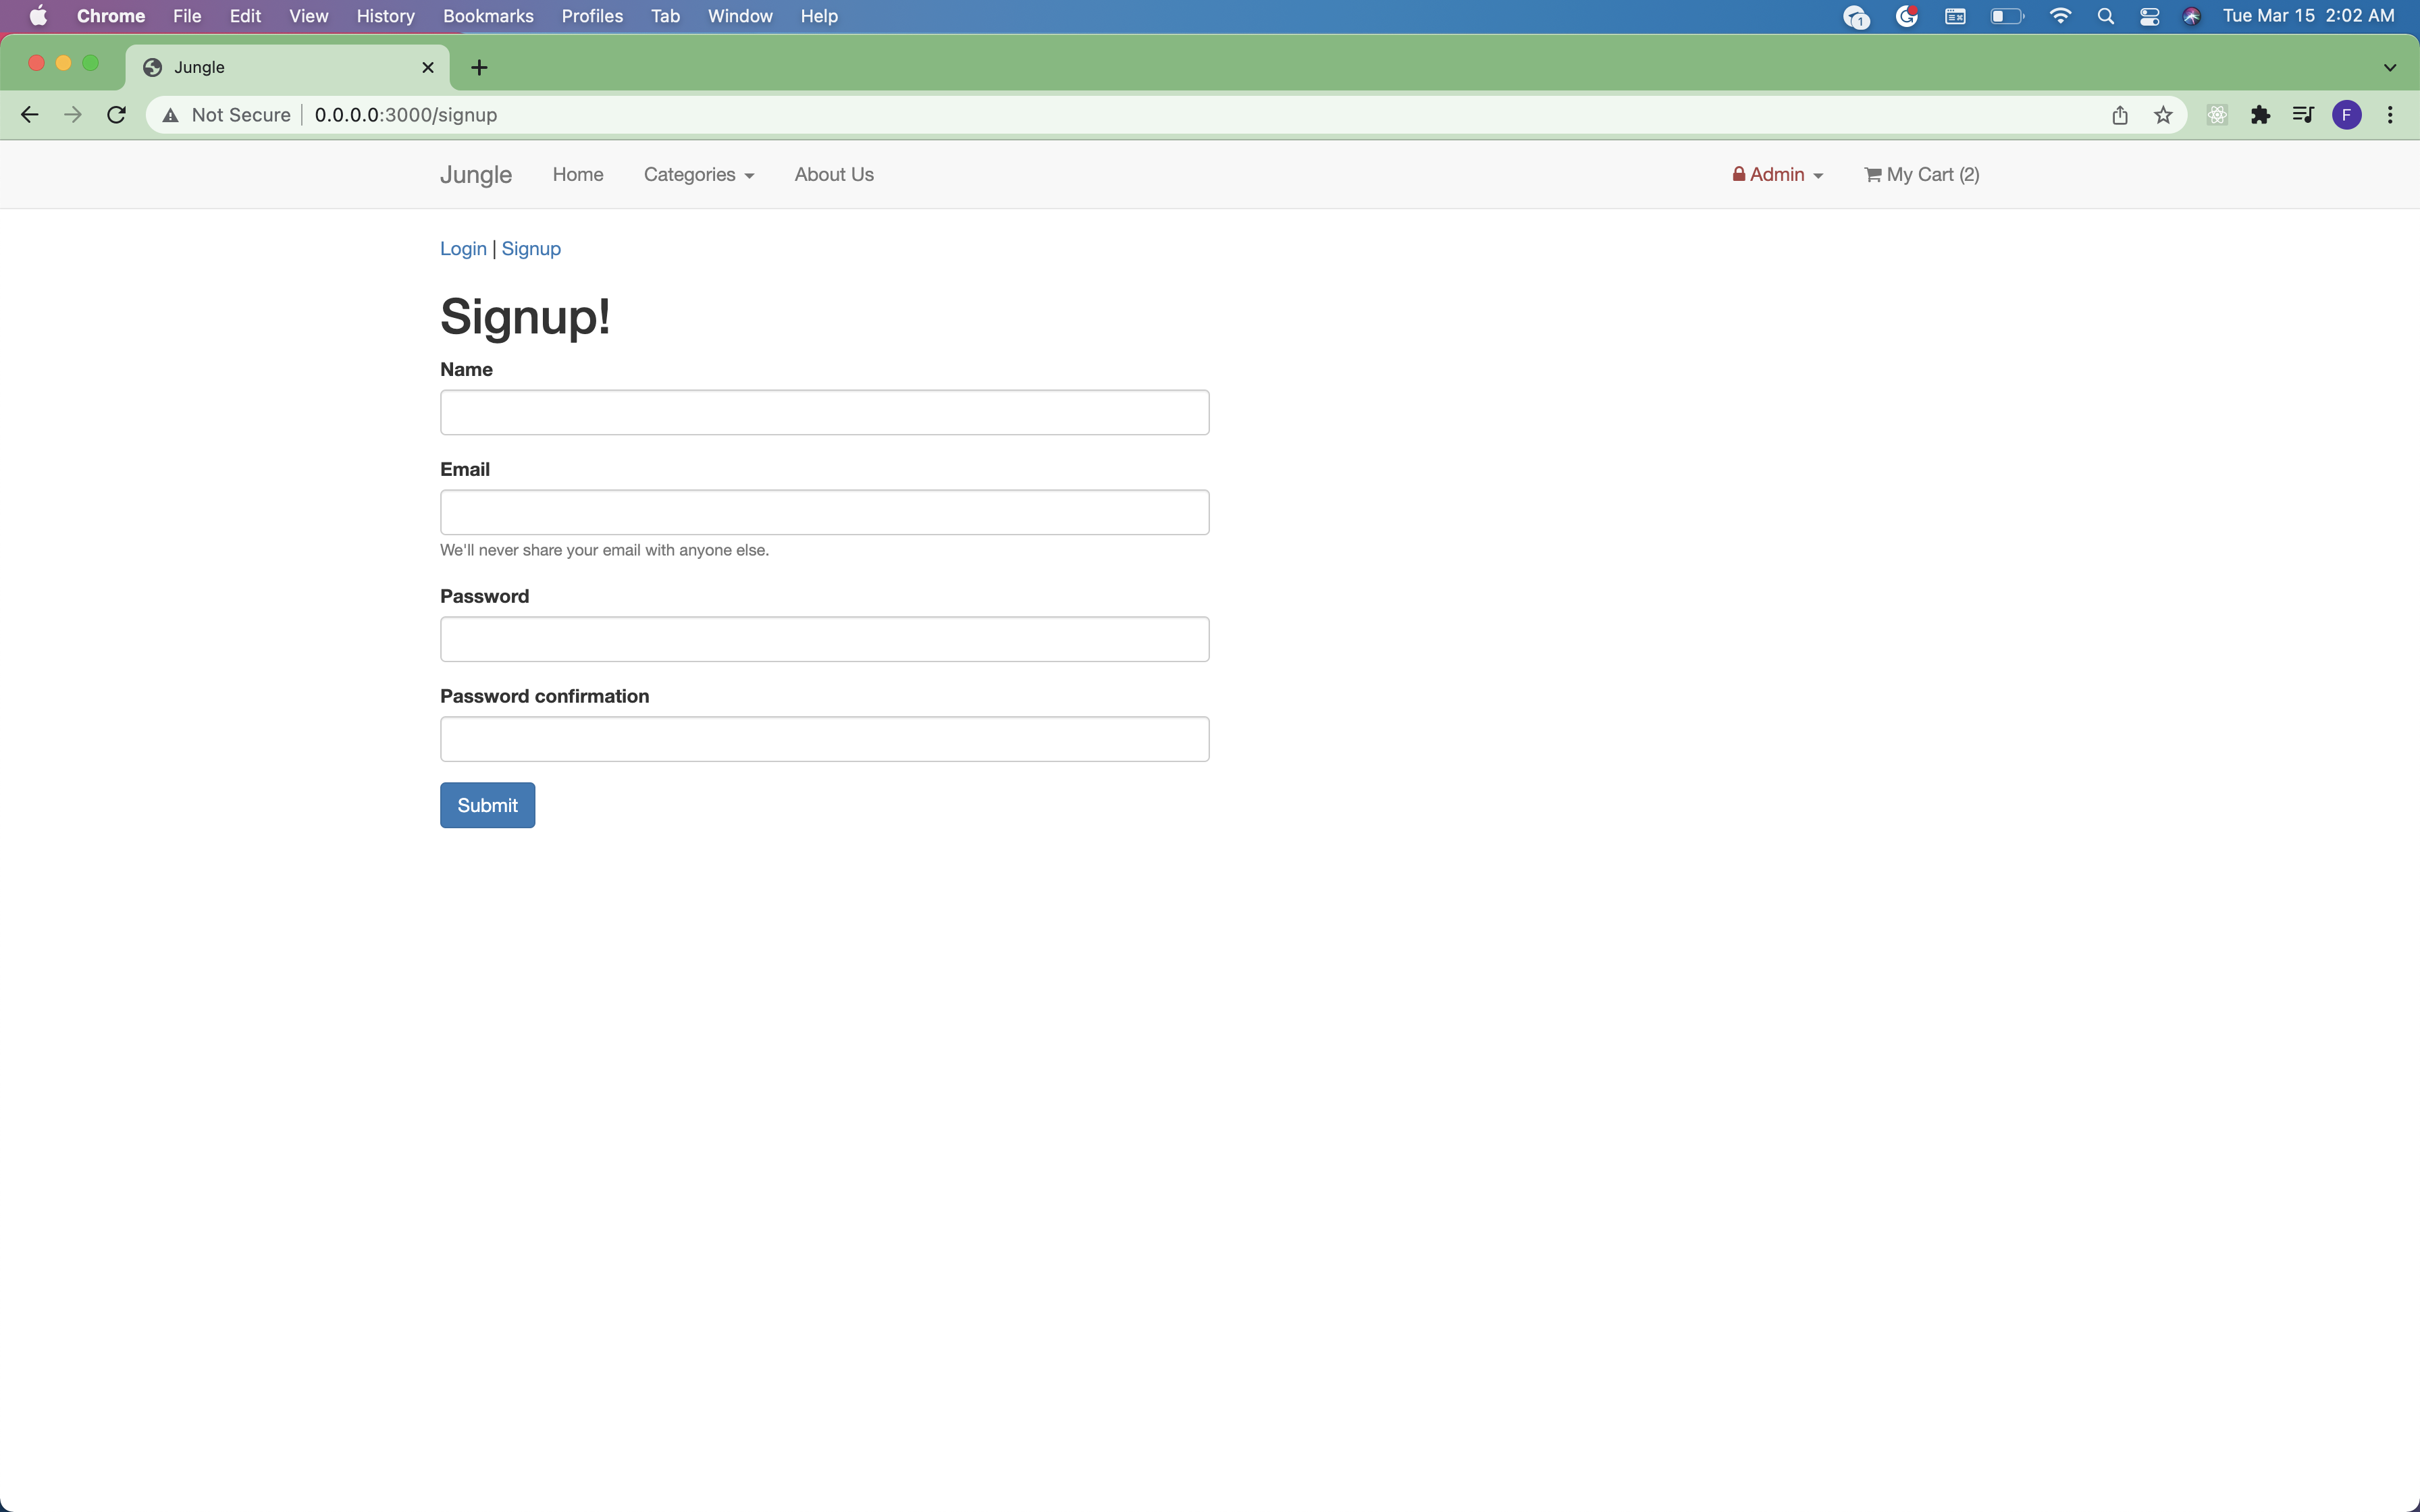 Chrome File Edit View History Bookmarks Profiles Tab Window Help 1 Tue Mar 15 2:02 AM
Jungle
Not Secure 0.0.0.0:3000/signup F
Jungle Home Categories About Us Admin My Cart (2)
Login | Signup
Signup!
Name
Email
We'll never share your email with anyone else.
Password
Password confirmation
Submit